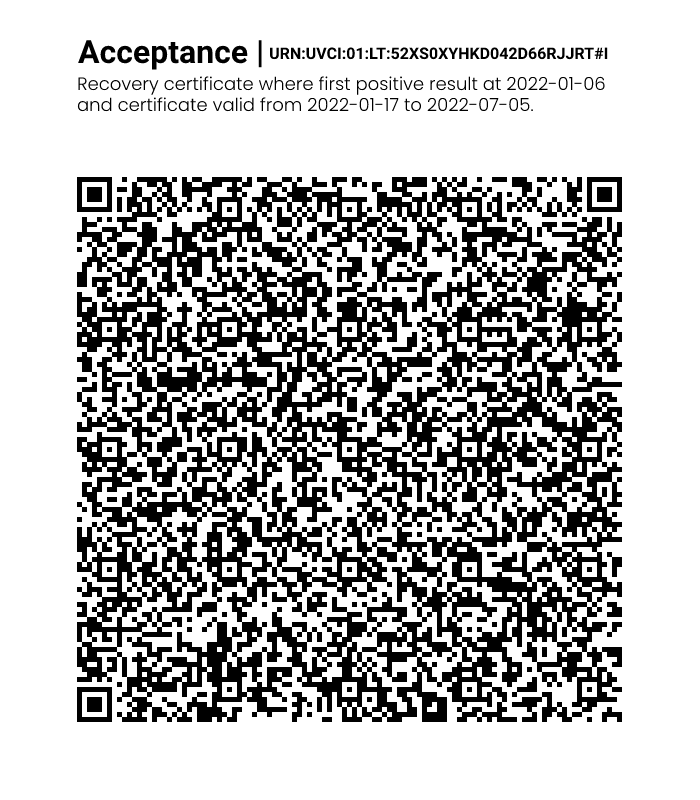 Acceptance | URN:UVCI:01:LT:52XS0XYHKD042D66RJJRT#I
Recovery certificate where first positive result at 2022-01-06
and certificate valid from 2022-01-17 to 2022-07-05.